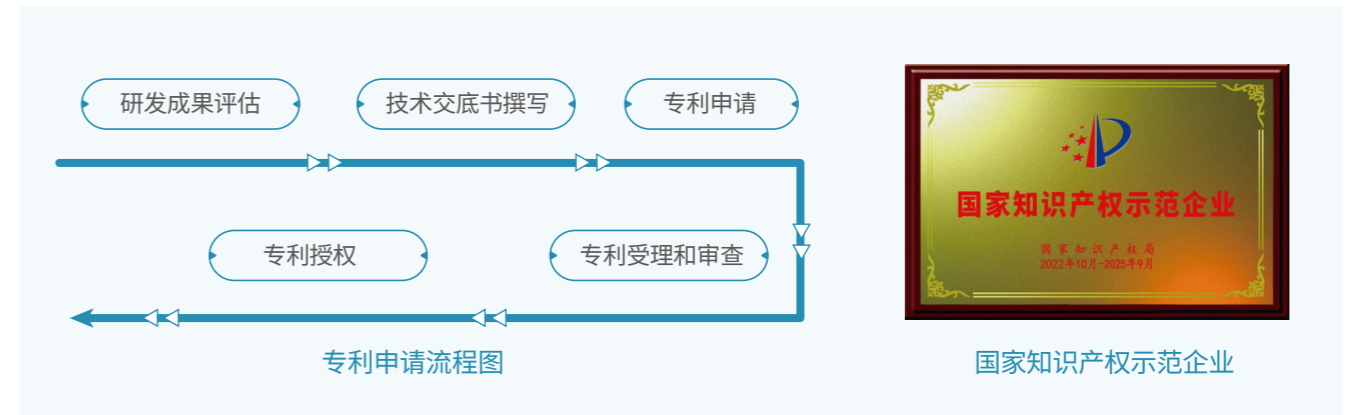 研发成果评估
技术交底书撰写
专利申请
专利授权
专利受理和审查
专利申请流程图
国家知识产权示范企业
国家知识产权局
2022年10月-2025年9月
国家知识产权示范企业